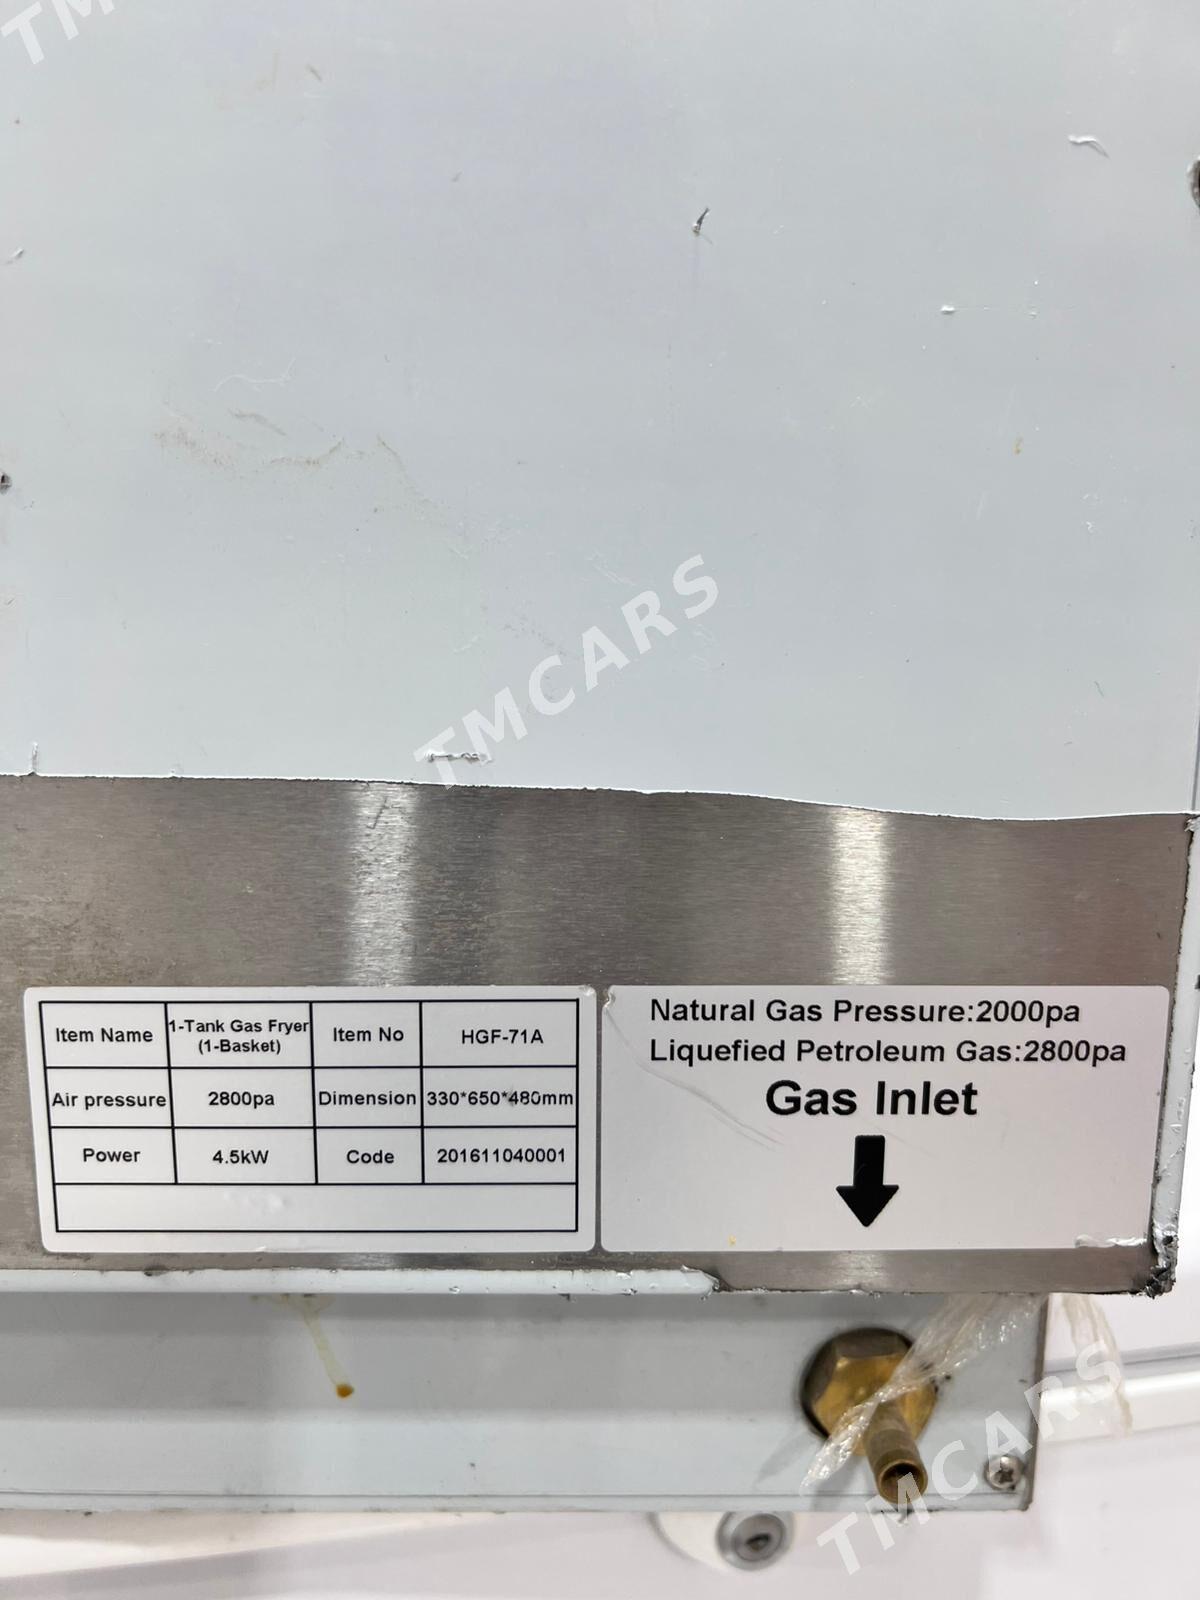 TM
TMCARS
Item Name 1-Tank Gas Fryer (1-Basket) Item No HGF-71A
Air pressure 2800pa Dimension 330*650*480mm
Power 4.5kW Code 201611040001
Natural Gas Pressure:2000pa
Liquefied Petroleum Gas:2800pa
Gas Inlet
TMCARS